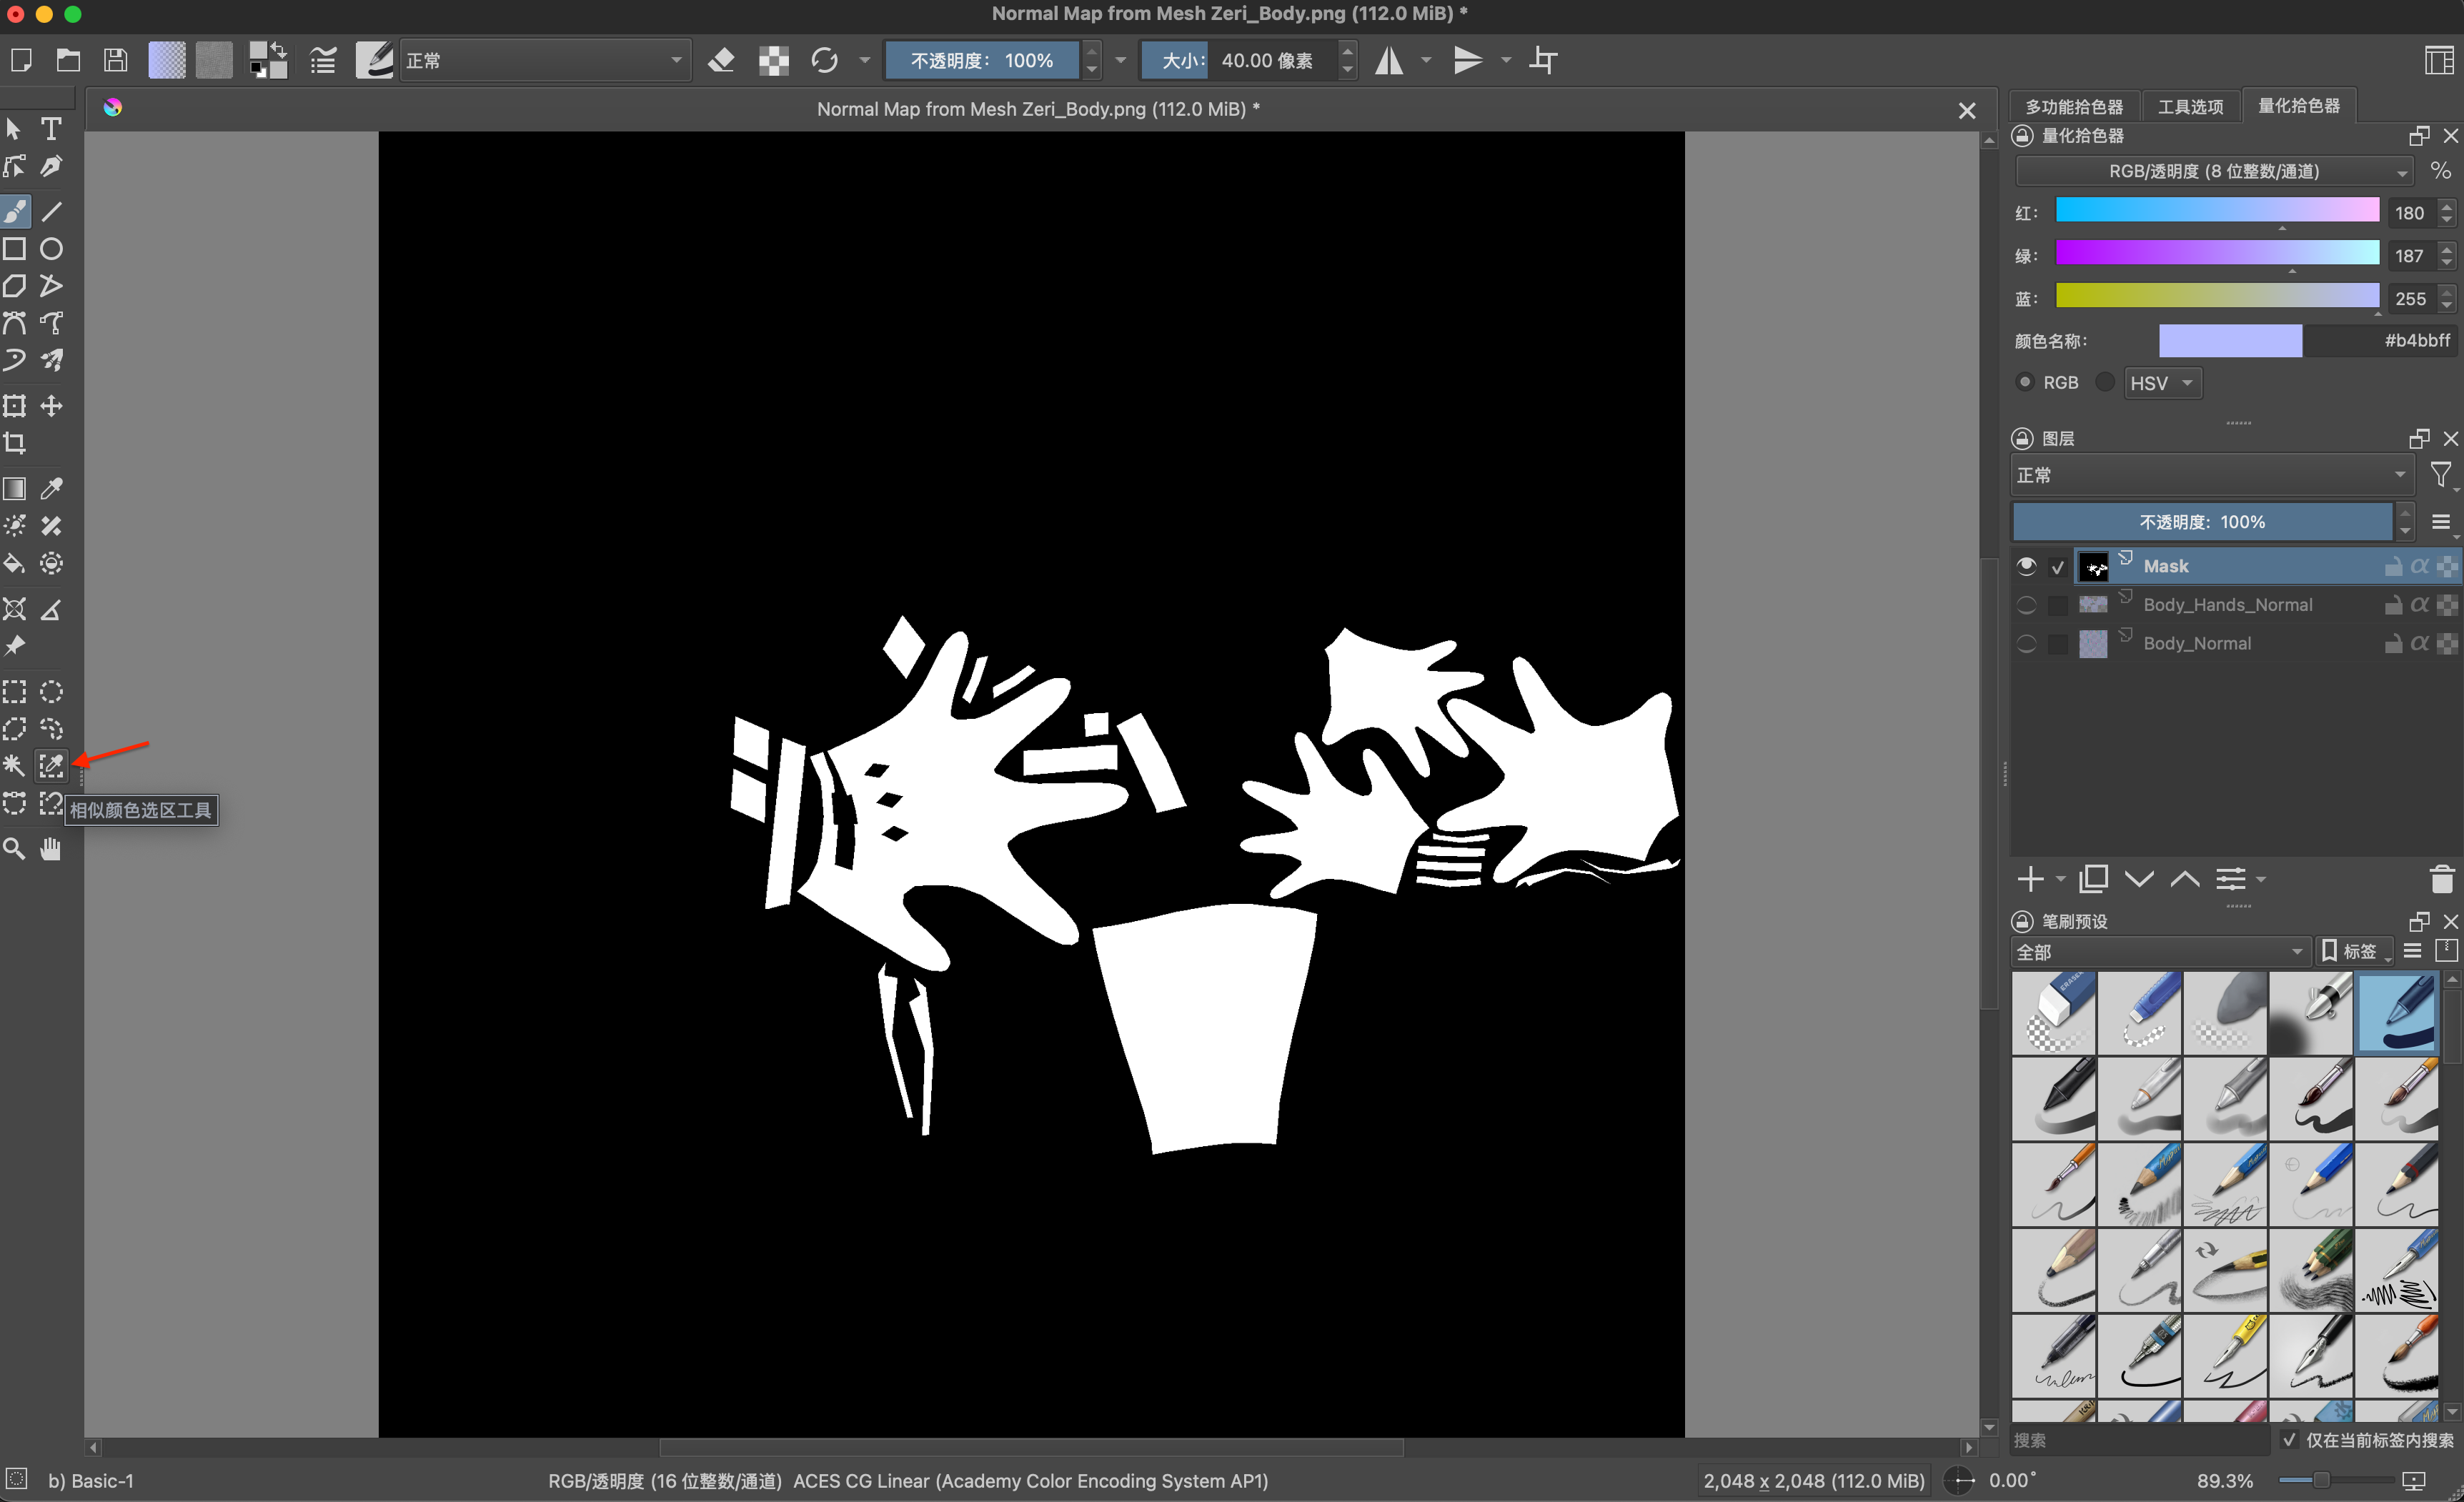 Normal Map from Mesh Zeri_Body.png (112.0 MiB) *
正常
不透明度： 100%
大小： 40.00 像素
Normal Map from Mesh Zeri_Body.png (112.0 MiB) *
多功能拾色器
工具选项
量化拾色器
量化拾色器
RGB/透明度 (8 位整数/通道)
%
红： 180
绿： 187
蓝： 255
颜色名称： #b4bbff
RGB HSV
图层
正常
不透明度: 100%
Mask
Body_Hands_Normal
Body_Normal
相似颜色选区工具
笔刷预设
全部 标签
搜索
仅在当前标签内搜索
b) Basic-1
RGB/透明度 (16 位整数/通道) ACES CG Linear (Academy Color Encoding System AP1)
2,048 x 2,048 (112.0 MiB)
0.00°
89.3%